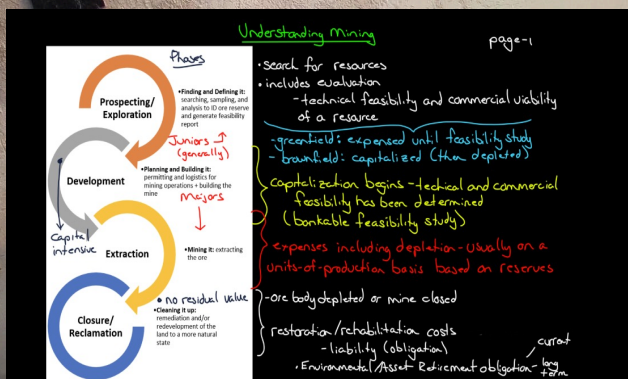 Understanding Mining
page-1
Phases
Prospecting/
Exploration
•Finding and Defining it:
searching, sampling, and
analysis to ID ore reserve
and generate feasibility
report
Juniors
(generally)
Development
•Planning and Building it:
permitting and logistics for
mining operations + building the
mine
Majors
Capital
intensive
Extraction
•Mining it: extracting
the ore
• no residual value
Closure/
Reclamation
•Cleaning it up:
remediation and/or
redevelopment of the
land to a more natural
state
• search for resources
• includes evaluation
- technical feasibility and commercial viability
of a resource
- greenfield: expensed until feasibility study
- brownfield: capitalized (then depleted)
capitalization begins - techical and commercial
feasibility has been determined
(bankable feasibility study)
expenses including depletion - usually on a
units-of-production basis based on reserves
- ore body depleted or mine closed
- restoration/rehabilitation costs
- liability (obligation)
• Environmental/Asset Retirement obligation
current
long
term